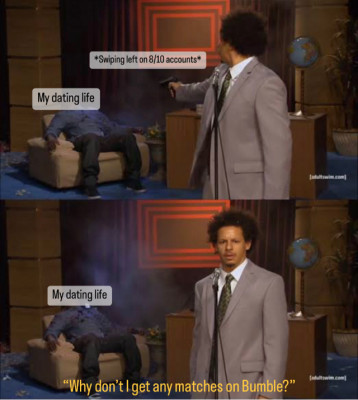 *Swiping left on 8/10 accounts*
My dating life
[adultswim.com]
My dating life
[adultswim.com]
“Why don't I get any matches on Bumble?”